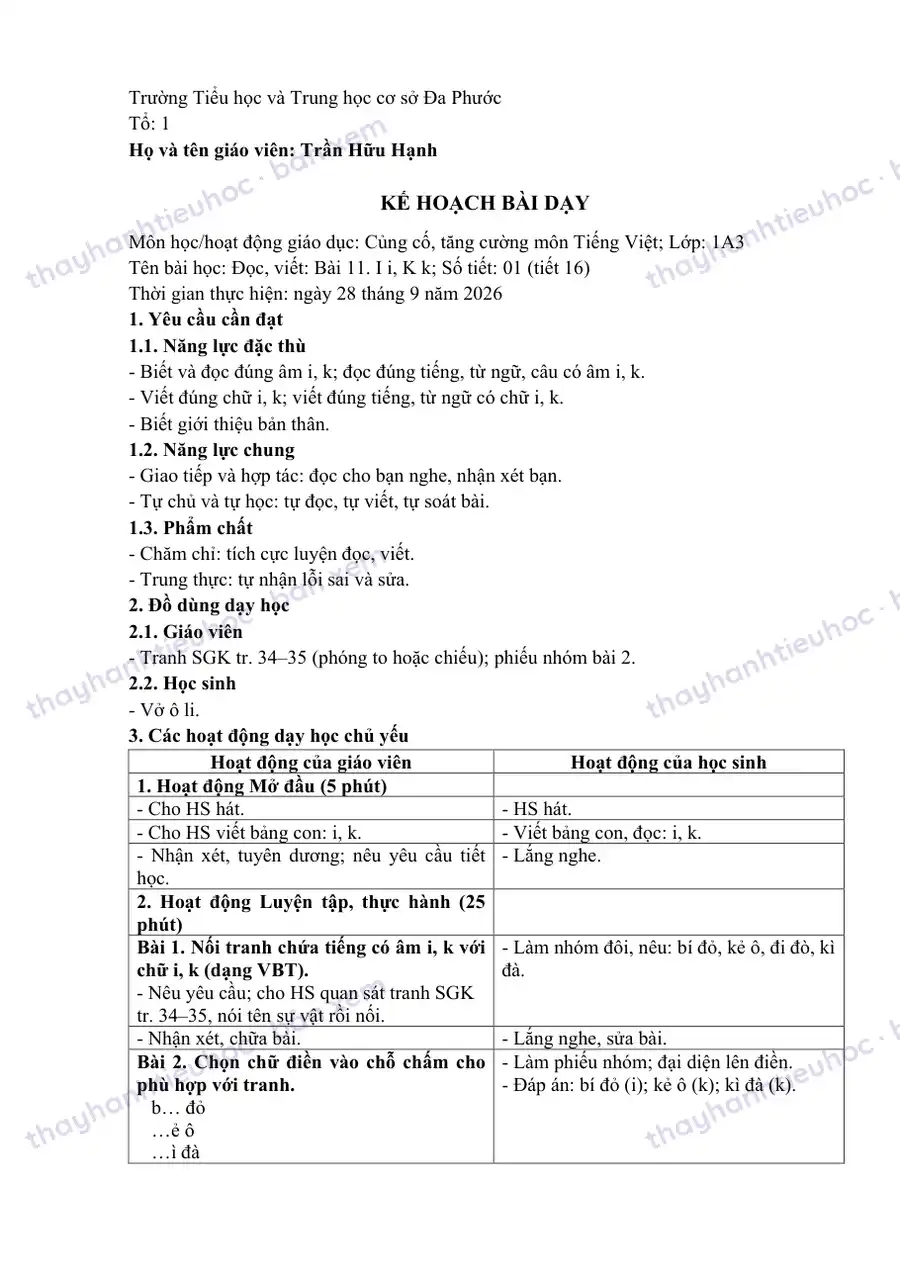 Trường Tiểu học và Trung học cơ sở Đa Phước
Tổ: 1
Họ và tên giáo viên: Trần Hữu Hạnh
KẾ HOẠCH BÀI DẠY
Môn học/hoạt động giáo dục: Củng cố, tăng cường môn Tiếng Việt; Lớp: 1A3
Tên bài học: Đọc, viết: Bài 11. I i, K k; Số tiết: 01 (tiết 16)
Thời gian thực hiện: ngày 28 tháng 9 năm 2026
1. Yêu cầu cần đạt
1.1. Năng lực đặc thù
- Biết và đọc đúng âm i, k; đọc đúng tiếng, từ ngữ, câu có âm i, k.
- Viết đúng chữ i, k; viết đúng tiếng, từ ngữ có chữ i, k.
- Biết giới thiệu bản thân.
1.2. Năng lực chung
- Giao tiếp và hợp tác: đọc cho bạn nghe, nhận xét bạn.
- Tự chủ và tự học: tự đọc, tự viết, tự soát bài.
1.3. Phẩm chất
- Chăm chỉ: tích cực luyện đọc, viết.
- Trung thực: tự nhận lỗi sai và sửa.
2. Đồ dùng dạy học
2.1. Giáo viên
- Tranh SGK tr. 34–35 (phóng to hoặc chiếu); phiếu nhóm bài 2.
2.2. Học sinh
- Vở ô li.
3. Các hoạt động dạy học chủ yếu
Hoạt động của giáo viên
Hoạt động của học sinh
1. Hoạt động Mở đầu (5 phút)
- Cho HS hát.
- HS hát.
- Cho HS viết bảng con: i, k.
- Viết bảng con, đọc: i, k.
- Nhận xét, tuyên dương; nêu yêu cầu tiết
học.
- Lắng nghe.
2. Hoạt động Luyện tập, thực hành (25
phút)
Bài 1. Nối tranh chứa tiếng có âm i, k với
chữ i, k (dạng VBT).
- Nêu yêu cầu; cho HS quan sát tranh SGK
tr. 34–35, nói tên sự vật rồi nối.
- Làm nhóm đôi, nêu: bí đỏ, kẻ ô, đi đò, kì
đà.
- Nhận xét, chữa bài.
- Lắng nghe, sửa bài.
Bài 2. Chọn chữ điền vào chỗ chấm cho
phù hợp với tranh.
b… đỏ
…ẻ ô
…ì đà
- Làm phiếu nhóm; đại diện lên điền.
- Đáp án: bí đỏ (i); kẻ ô (k); kì đà (k).
thayhanhtieuhoc · bản xem
thayhanhtieuhoc · b
thayhanhtieuhoc · bản xem
thayhanhtieuhoc · b
thayhanhtieuhoc · bản xem
thayhanhtieuhoc · b